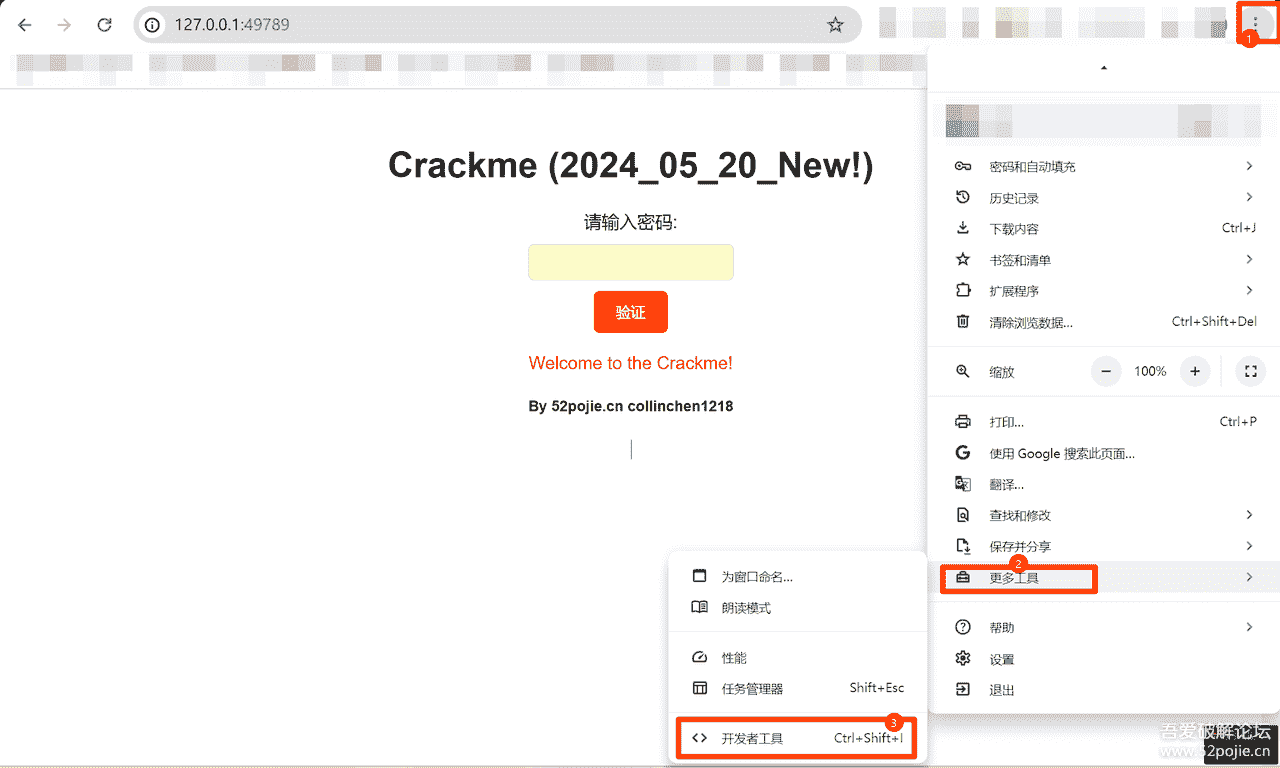 127.0.0.1:49789
1
Crackme (2024_05_20_New!)
请输入密码:
验证
Welcome to the Crackme!
By 52pojie.cn collinchen1218
密码和自动填充
历史记录
下载内容 Ctrl+J
书签和清单
扩展程序
清除浏览数据... Ctrl+Shift+Del
缩放 100%
打印... Ctrl+P
使用 Google 搜索此页面...
翻译...
查找和修改
保存并分享
2
更多工具
帮助
设置
退出
为窗口命名...
朗读模式
性能
任务管理器 Shift+Esc
3
开发者工具 Ctrl+Shift+I
吾爱破解论坛
www.52pojie.cn